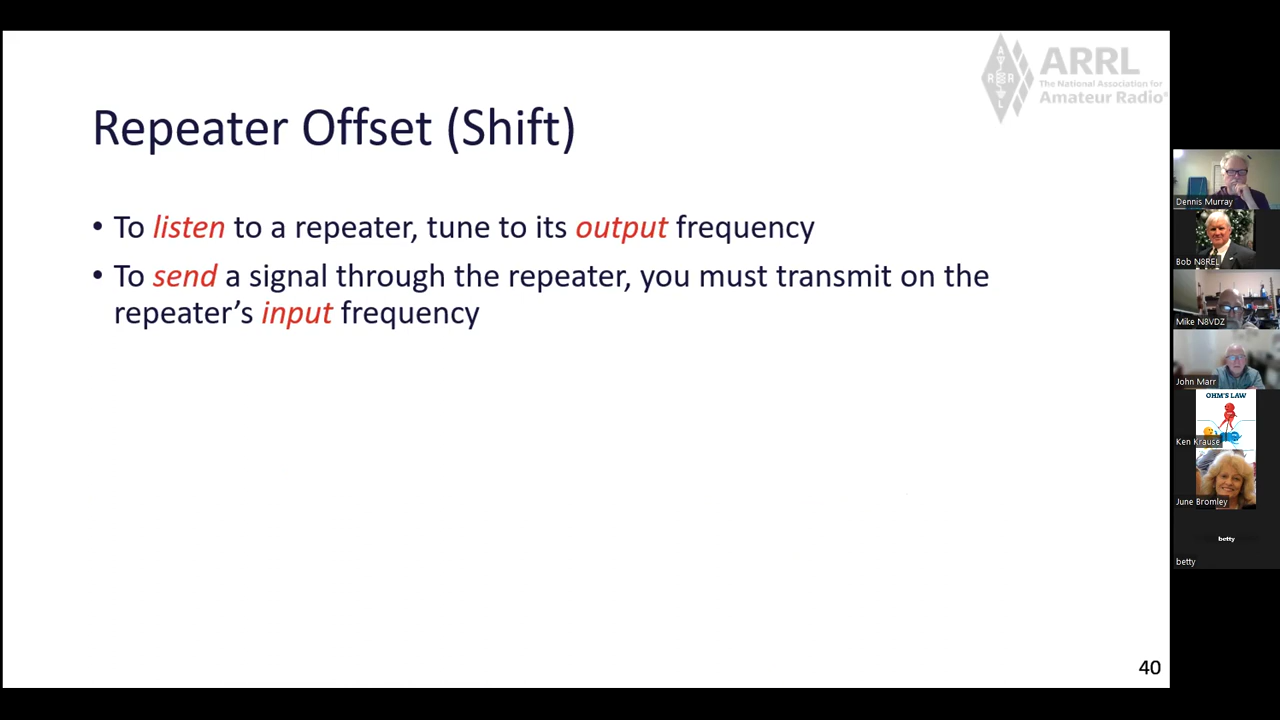 ARRL
The National Association for
Amateur Radio®
Repeater Offset (Shift)
• To listen to a repeater, tune to its output frequency
• To send a signal through the repeater, you must transmit on the
repeater’s input frequency
40
Dennis Murray
Bob N8REL
Mike N8VDZ
John Marr
OHM'S LAW
Ken Krause
June Bromley
betty
betty